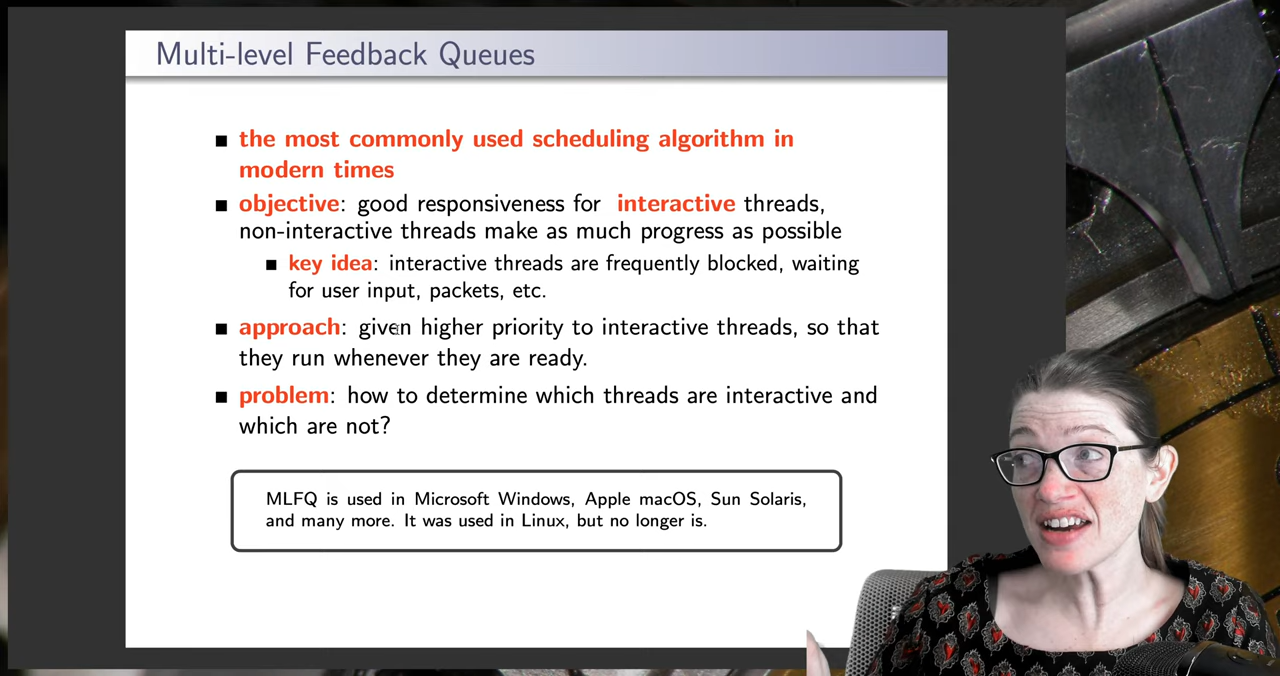 Multi-level Feedback Queues
■ the most commonly used scheduling algorithm in
modern times
■ objective: good responsiveness for interactive threads,
non-interactive threads make as much progress as possible
■ key idea: interactive threads are frequently blocked, waiting
for user input, packets, etc.
■ approach: given higher priority to interactive threads, so that
they run whenever they are ready.
■ problem: how to determine which threads are interactive and
which are not?
MLFQ is used in Microsoft Windows, Apple macOS, Sun Solaris,
and many more. It was used in Linux, but no longer is.